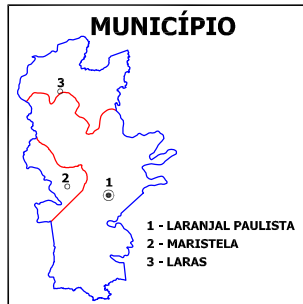 MUNICÍPIO
3
2
1
1 - LARANJAL PAULISTA
2 - MARISTELA
3 - LARAS